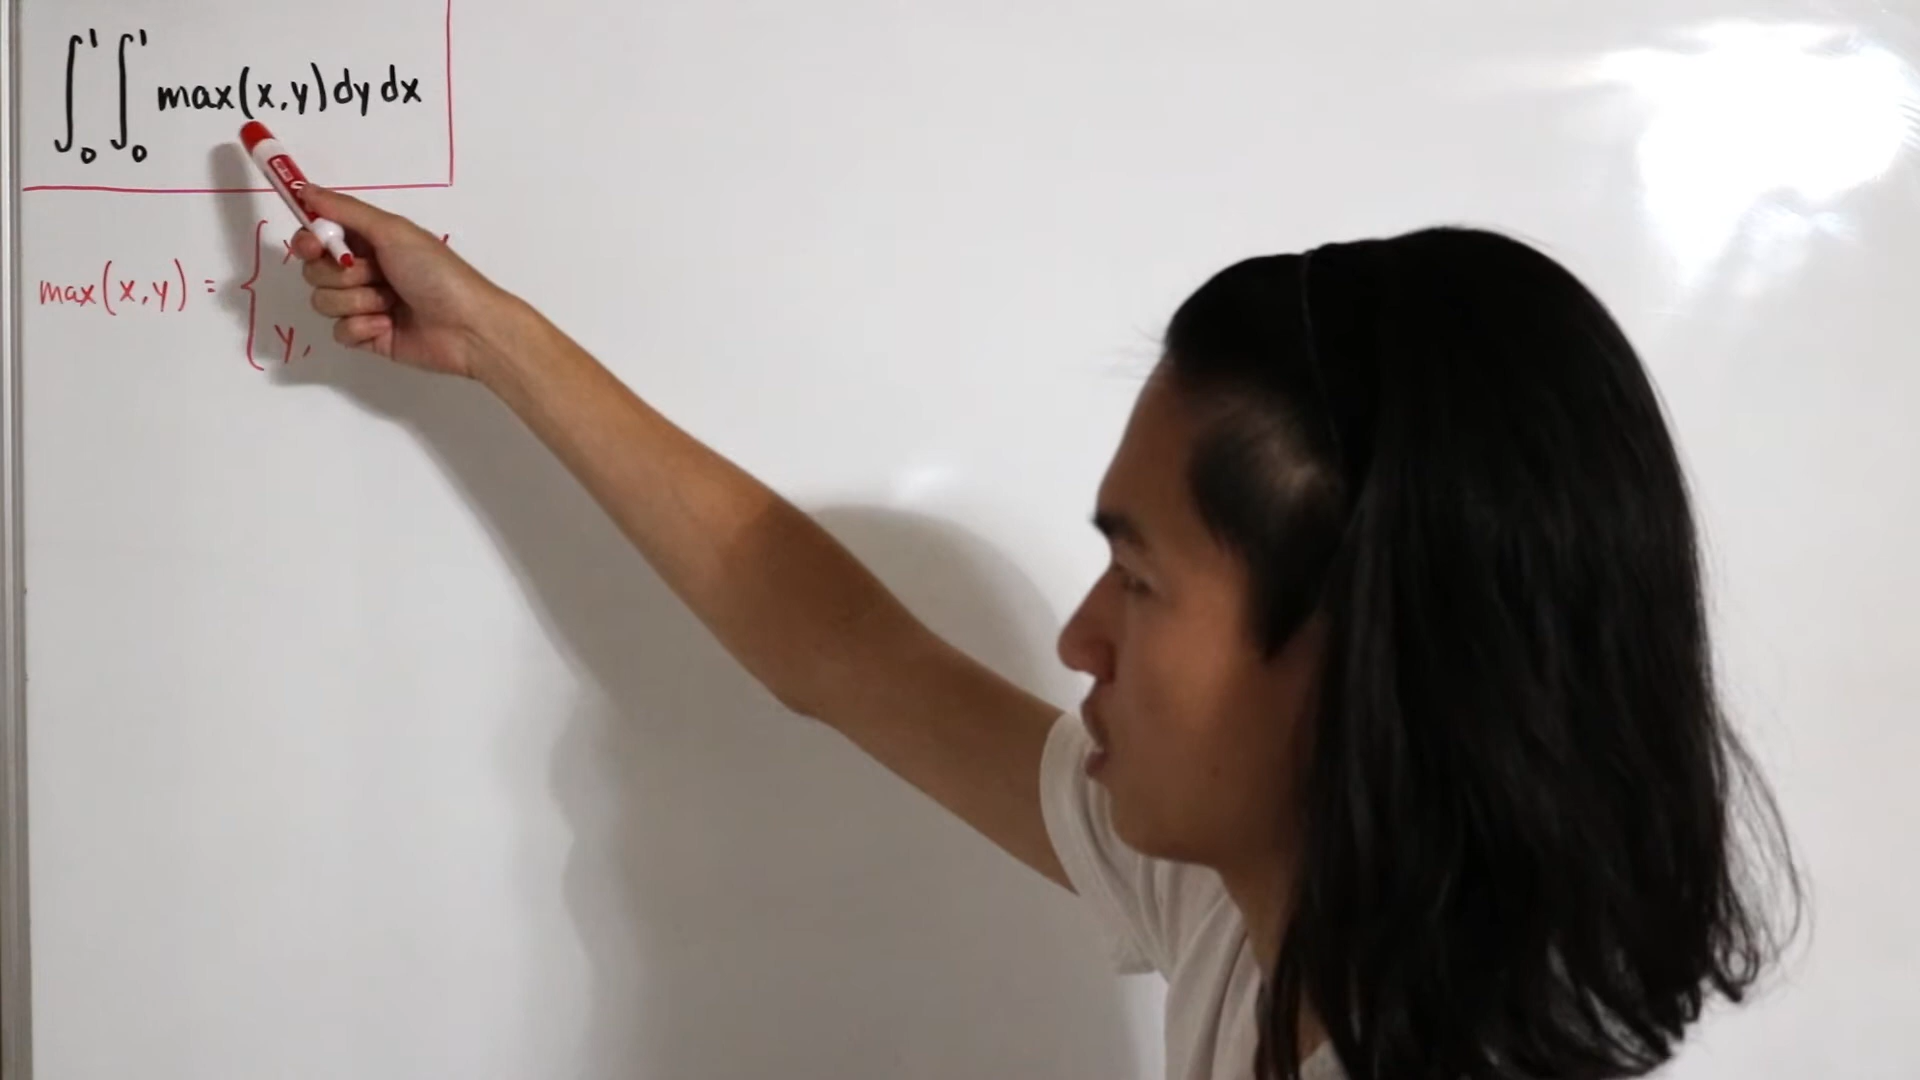 ∫₀¹ ∫₀¹ max(x,y) dy dx
max(x,y) = { x
y,